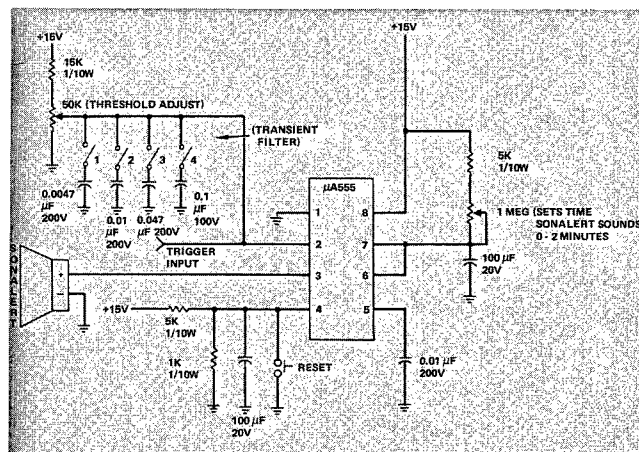 +15V
15K
1/10W
50K (THRESHOLD ADJUST)
(TRANSIENT
FILTER)
1
2
3
4
0.0047
µF
200V
0.01
µF
200V
0.047
µF
200V
0.1
µF
100V
TRIGGER
INPUT
SONALERT
+
−
+15V
5K
1/10W
1K
1/10W
100 µF
20V
RESET
µA555
1
2
3
4
8
7
6
5
+15V
5K
1/10W
1 MEG (SETS TIME
SONALERT SOUNDS
0 - 2 MINUTES
100 µF
20V
0.01 µF
200V